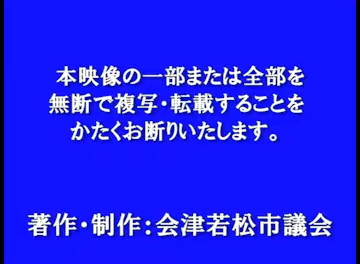 本映像の一部または全部を
無断で複写・転載することを
かたくお断りいたします。
著作・制作：会津若松市議会